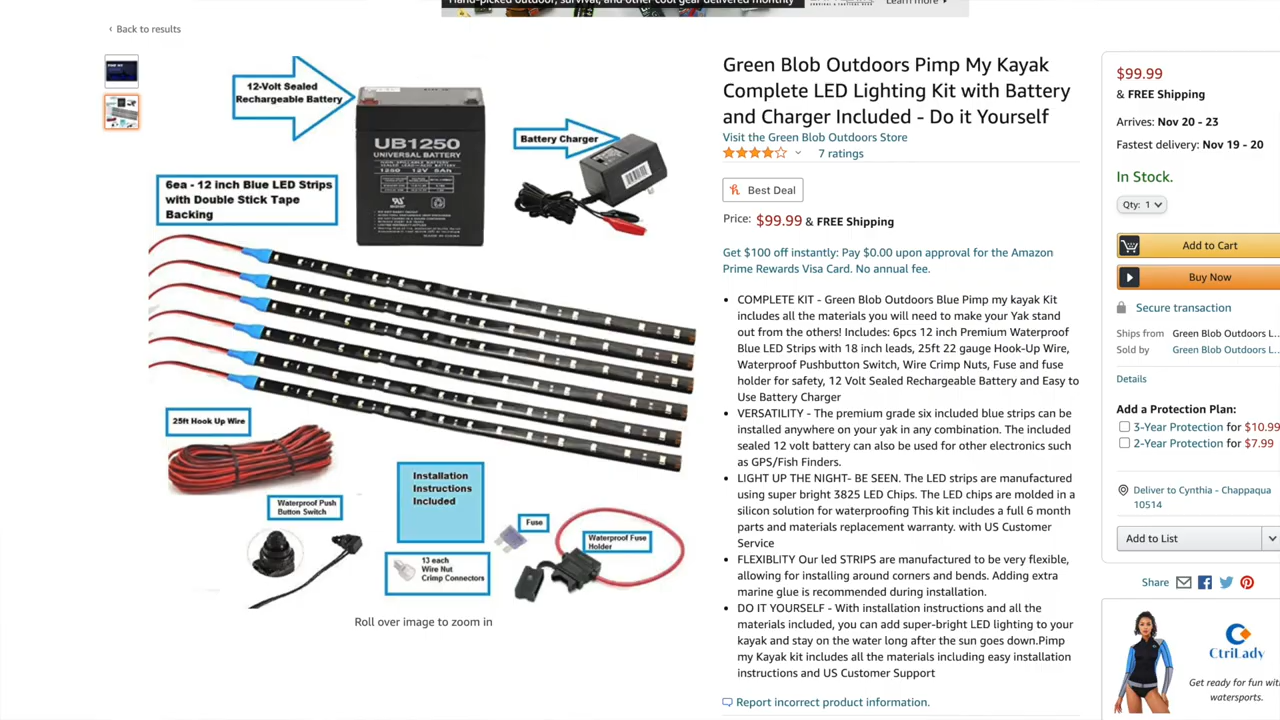 Hand-picked outdoor, survival, and other cool gear delivered monthly
Learn more
‹ Back to results
12-Volt Sealed
Rechargeable Battery
UB1250
UNIVERSAL BATTERY
1250 12V 5Ah
Battery Charger
6ea - 12 inch Blue LED Strips
with Double Stick Tape
Backing
25ft Hook Up Wire
Waterproof Push
Button Switch
Installation
Instructions
Included
13 each
Wire Nut
Crimp Connectors
Fuse
Waterproof Fuse
Holder
Roll over image to zoom in
Green Blob Outdoors Pimp My Kayak
Complete LED Lighting Kit with Battery
and Charger Included - Do it Yourself
Visit the Green Blob Outdoors Store
7 ratings
Best Deal
Price: $99.99 & FREE Shipping
Get $100 off instantly: Pay $0.00 upon approval for the Amazon
Prime Rewards Visa Card. No annual fee.
• COMPLETE KIT - Green Blob Outdoors Blue Pimp my kayak Kit
includes all the materials you will need to make your Yak stand
out from the others! Includes: 6pcs 12 inch Premium Waterproof
Blue LED Strips with 18 inch leads, 25ft 22 gauge Hook-Up Wire,
Waterproof Pushbutton Switch, Wire Crimp Nuts, Fuse and fuse
holder for safety, 12 Volt Sealed Rechargeable Battery and Easy to
Use Battery Charger
• VERSATILITY - The premium grade six included blue strips can be
installed anywhere on your yak in any combination. The included
sealed 12 volt battery can also be used for other electronics such
as GPS/Fish Finders.
• LIGHT UP THE NIGHT- BE SEEN. The LED strips are manufactured
using super bright 3825 LED Chips. The LED chips are molded in a
silicon solution for waterproofing This kit includes a full 6 month
parts and materials replacement warranty. with US Customer
Service
• FLEXIBLITY Our led STRIPS are manufactured to be very flexible,
allowing for installing around corners and bends. Adding extra
marine glue is recommended during installation.
• DO IT YOURSELF - With installation instructions and all the
materials included, you can add super-bright LED lighting to your
kayak and stay on the water long after the sun goes down.Pimp
my Kayak kit includes all the materials including easy installation
instructions and US Customer Support
Report incorrect product information.
$99.99
& FREE Shipping
Arrives: Nov 20 - 23
Fastest delivery: Nov 19 - 20
In Stock.
Qty: 1
Add to Cart
Buy Now
Secure transaction
Ships from Green Blob Outdoors L...
Sold by Green Blob Outdoors L...
Details
Add a Protection Plan:
3-Year Protection for $10.99
2-Year Protection for $7.99
Deliver to Cynthia - Chappaqua
10514
Add to List
Share
CtriLady
Get ready for fun with
watersports.